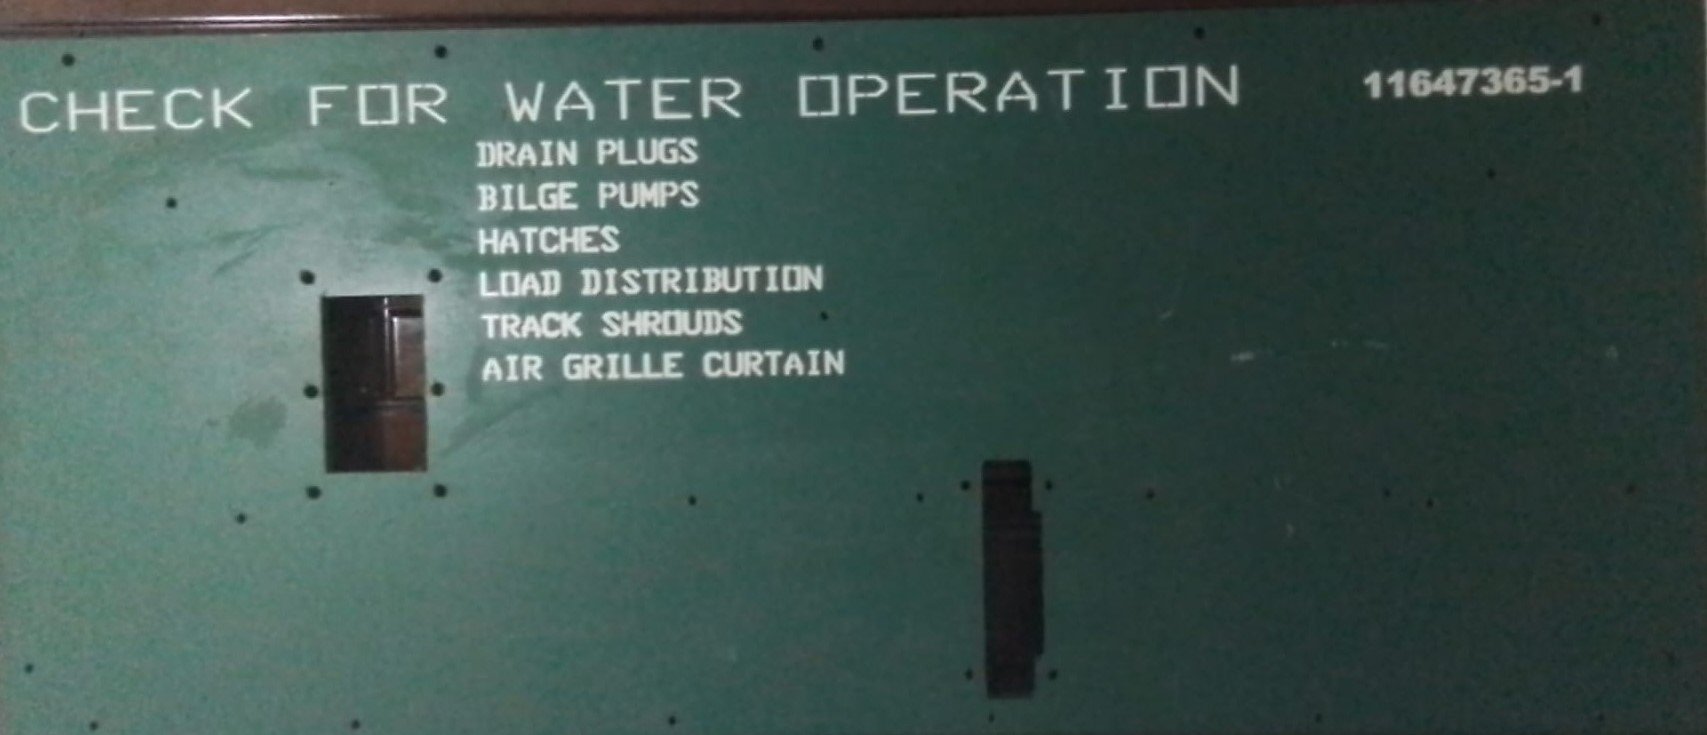 CHECK FOR WATER OPERATION 11647365-1
DRAIN PLUGS
BILGE PUMPS
HATCHES
LOAD DISTRIBUTION
TRACK SHROUDS
AIR GRILLE CURTAIN